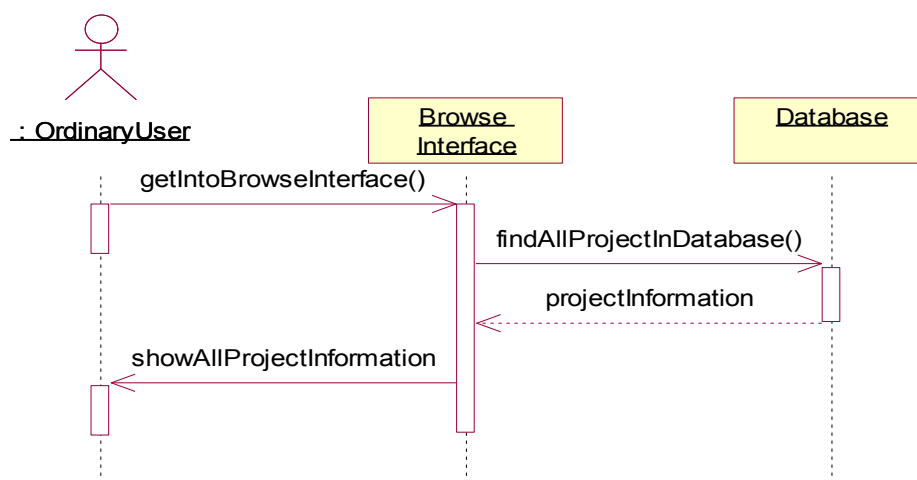 : OrdinaryUser
Browse
Interface
Database
getIntoBrowseInterface()
findAllProjectInDatabase()
projectInformation
showAllProjectInformation